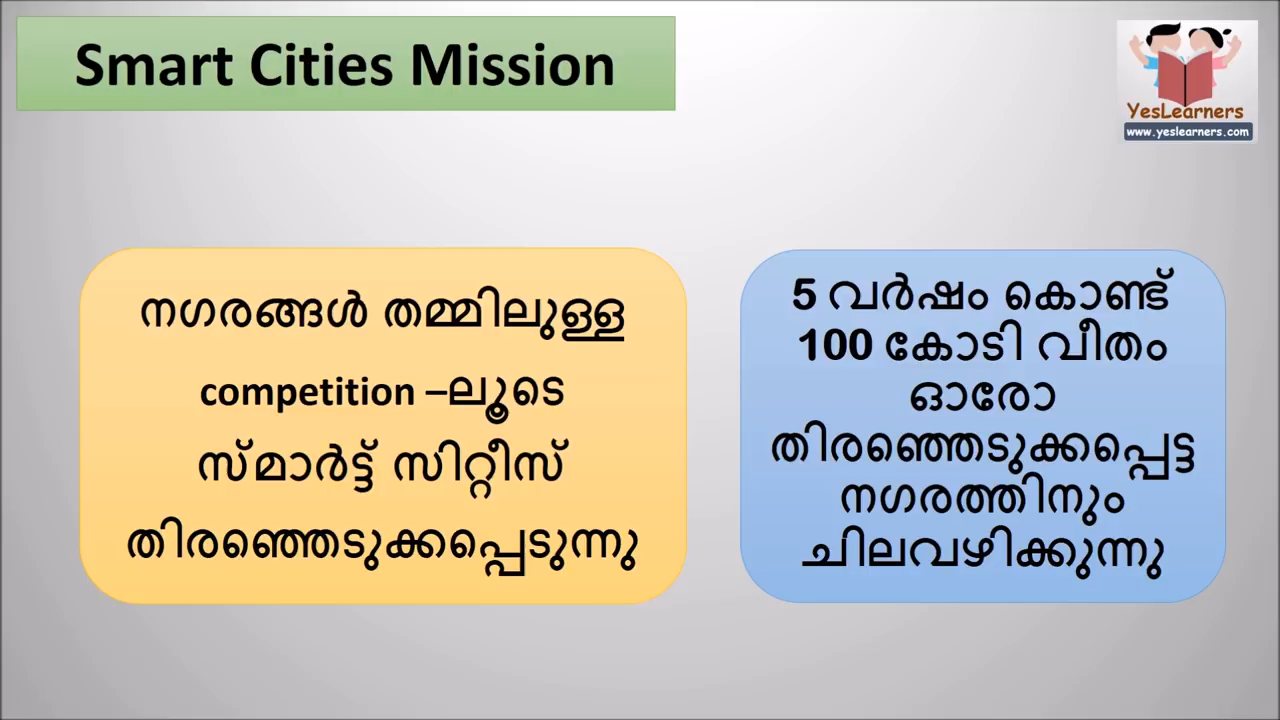 Smart Cities Mission
YesLearners
www.yeslearners.com
നഗരങ്ങൾ തമ്മിലുള്ള
competition –ലൂടെ
സ്മാർട്ട് സിറ്റീസ്
തിരഞ്ഞെടുക്കപ്പെടുന്നു
5 വർഷം കൊണ്ട്
100 കോടി വീതം
ഓരോ
തിരഞ്ഞെടുക്കപ്പെട്ട
നഗരത്തിനും
ചിലവഴിക്കുന്നു